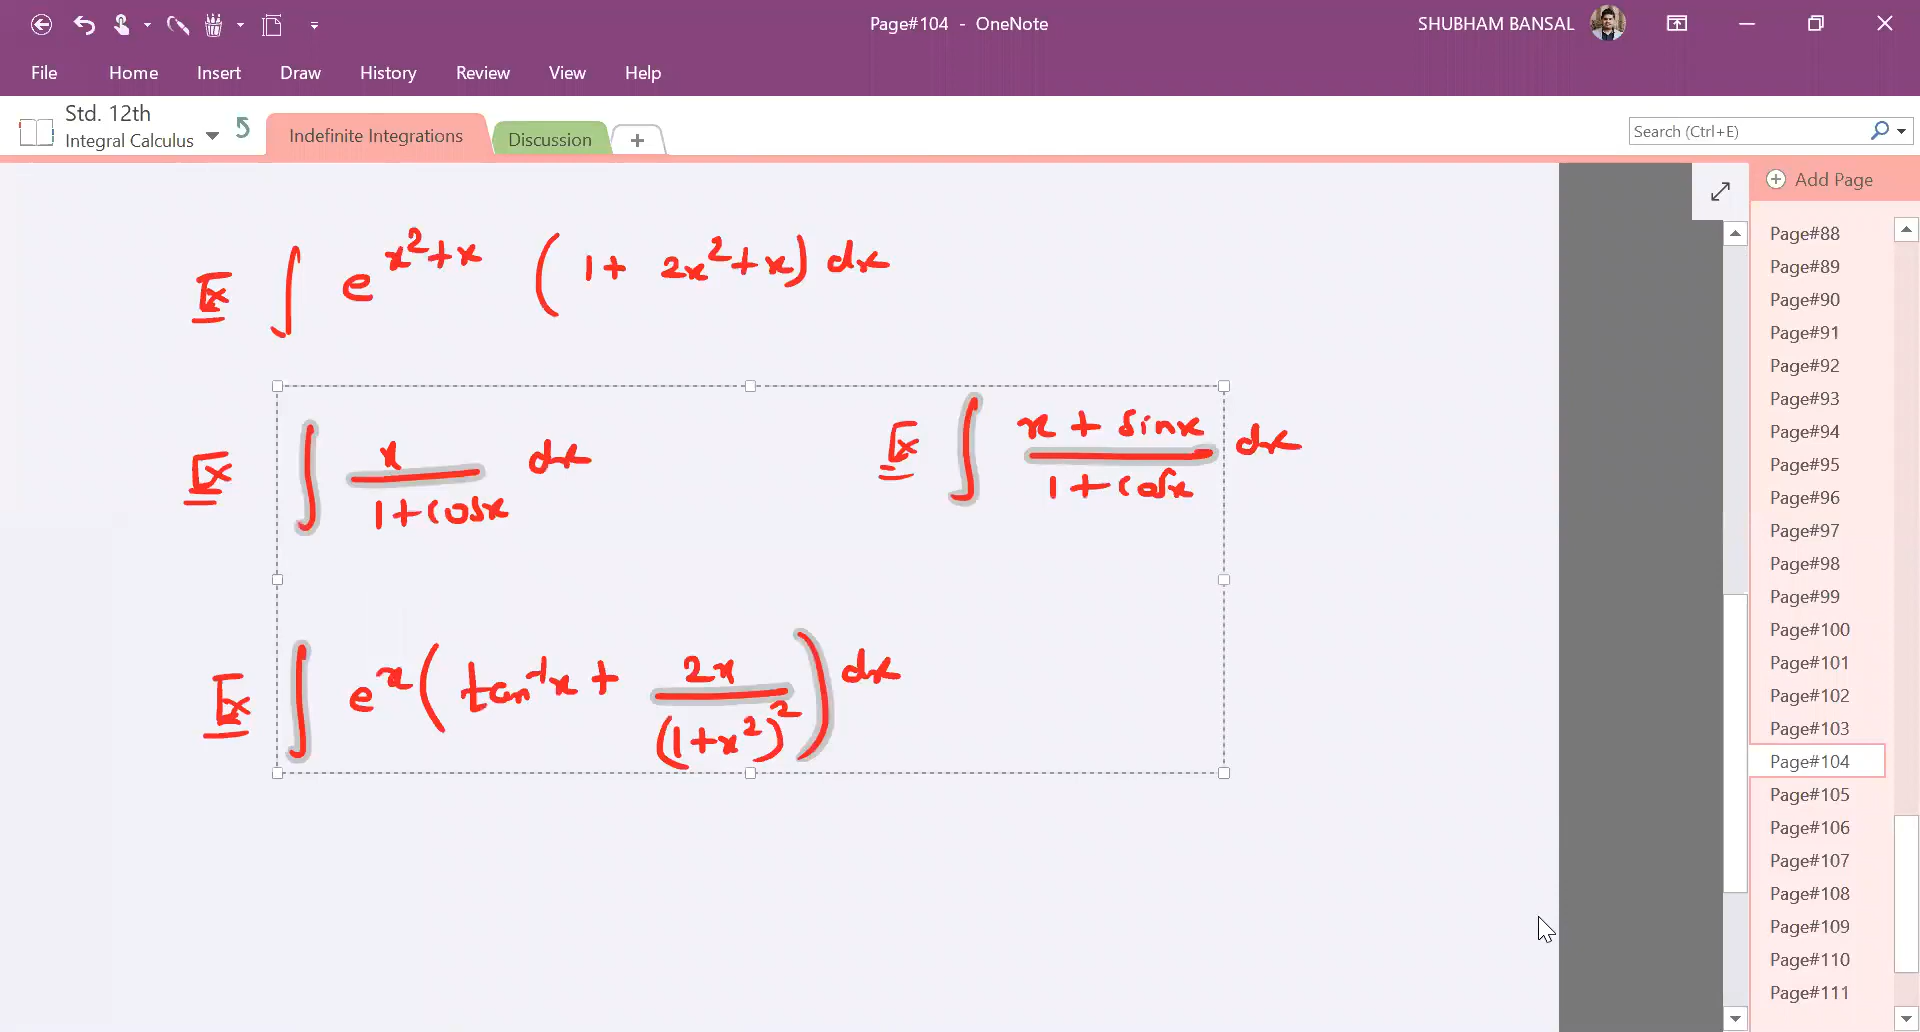 Page#104 - OneNote
SHUBHAM BANSAL
File Home Insert Draw History Review View Help
Std. 12th
Integral Calculus
Indefinite Integrations
Discussion
+
Search (Ctrl+E)
Add Page
Ex ∫ e^(x²+x) (1 + 2x²+x) dx
Ex ∫ x/(1+cosx) dx
Ex ∫ (x + sinx)/(1+cosx) dx
Ex ∫ eˣ(tan⁻¹x + 2x/(1+x²)²) dx
Page#88
Page#89
Page#90
Page#91
Page#92
Page#93
Page#94
Page#95
Page#96
Page#97
Page#98
Page#99
Page#100
Page#101
Page#102
Page#103
Page#104
Page#105
Page#106
Page#107
Page#108
Page#109
Page#110
Page#111